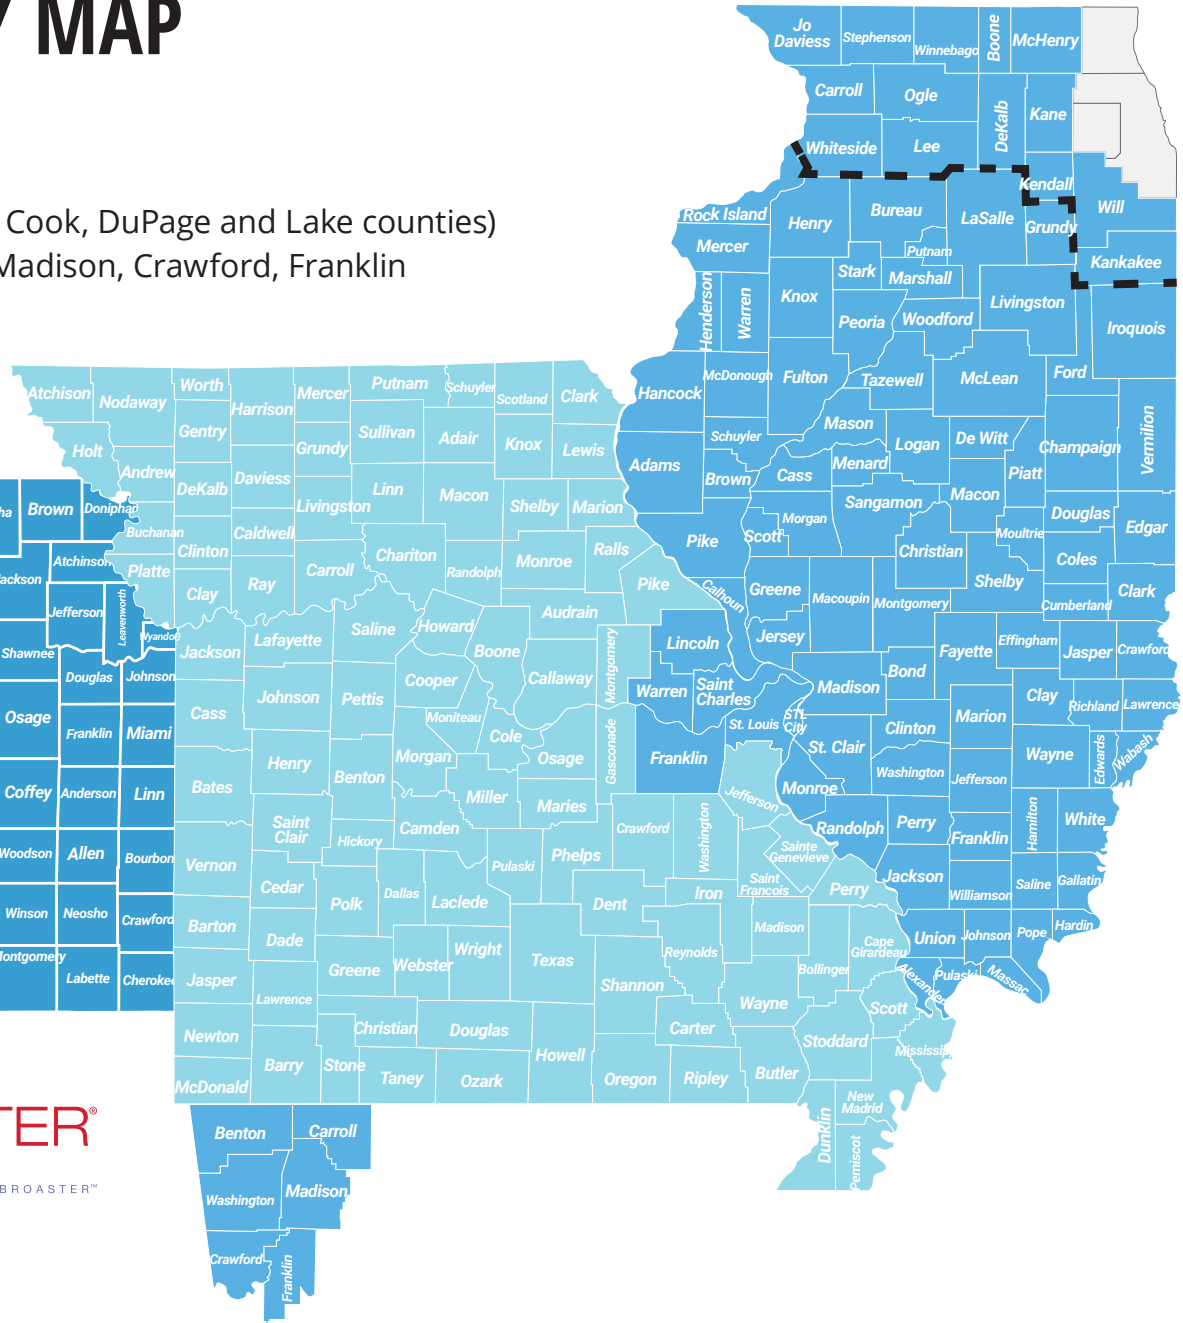 MAP
Cook, DuPage and Lake counties)
Madison, Crawford, Franklin
Jo
Daviess
Stephenson
Winnebago
Boone
McHenry
Carroll
Ogle
DeKalb
Kane
Whiteside
Lee
Kendall
Will
Rock Island
Henry
Bureau
LaSalle
Grundy
Mercer
Putnam
Kankakee
Stark
Marshall
Henderson
Warren
Knox
Peoria
Woodford
Livingston
Iroquois
Hancock
McDonough
Fulton
Tazewell
McLean
Ford
Mason
Schuyler
Logan
De Witt
Champaign
Vermilion
Adams
Brown
Cass
Menard
Piatt
Macon
Sangamon
Douglas
Edgar
Pike
Scott
Morgan
Christian
Moultrie
Coles
Shelby
Clark
Calhoun
Greene
Macoupin
Montgomery
Cumberland
Jersey
Fayette
Effingham
Jasper
Crawford
Madison
Bond
Clay
Richland
Lawrence
Marion
Clinton
St. Clair
Washington
Jefferson
Wayne
Edwards
Wabash
Monroe
Randolph
Perry
Franklin
Hamilton
White
Jackson
Williamson
Saline
Gallatin
Union
Johnson
Pope
Hardin
Alexander
Pulaski
Massac
Atchison
Nodaway
Worth
Harrison
Mercer
Putnam
Schuyler
Scotland
Clark
Gentry
Holt
Andrew
DeKalb
Daviess
Grundy
Sullivan
Adair
Knox
Lewis
Livingston
Linn
Macon
Shelby
Marion
Buchanan
Clinton
Caldwell
Chariton
Randolph
Monroe
Ralls
Platte
Clay
Ray
Carroll
Pike
Audrain
Jackson
Lafayette
Saline
Howard
Boone
Callaway
Montgomery
Lincoln
Warren
Saint
Charles
St. Louis
STL
City
Cass
Johnson
Pettis
Cooper
Moniteau
Cole
Osage
Gasconade
Franklin
Jefferson
Bates
Henry
Benton
Morgan
Miller
Maries
Crawford
Washington
Saint
Clair
Hickory
Camden
Pulaski
Phelps
Sainte
Genevieve
Saint
Francois
Perry
Vernon
Cedar
Polk
Dallas
Laclede
Dent
Iron
Madison
Cape
Girardeau
Barton
Dade
Greene
Webster
Wright
Texas
Reynolds
Bollinger
Jasper
Lawrence
Shannon
Wayne
Scott
Newton
Christian
Douglas
Howell
Carter
Stoddard
McDonald
Barry
Stone
Taney
Ozark
Oregon
Ripley
Butler
New
Madrid
Dunklin
Pemiscot
Brown
Doniphan
Atchinson
Jefferson
Leavenworth
Shawnee
Douglas
Johnson
Osage
Franklin
Miami
Coffey
Anderson
Linn
Woodson
Allen
Bourbon
Winson
Neosho
Crawford
Montgomery
Labette
Cherokee
Benton
Carroll
Washington
Madison
Crawford
Franklin
TER®
BROASTER™